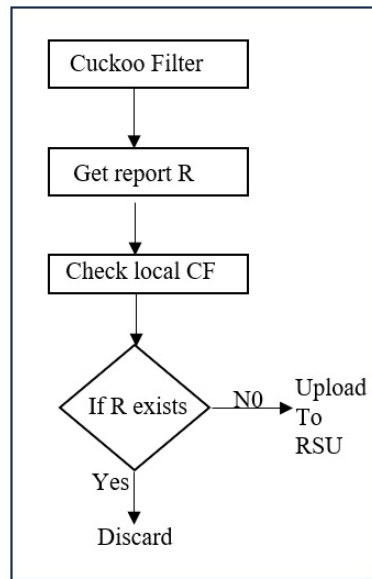 Cuckoo Filter
Get report R
Check local CF
If R exists
N0
Upload
To
RSU
Yes
Discard